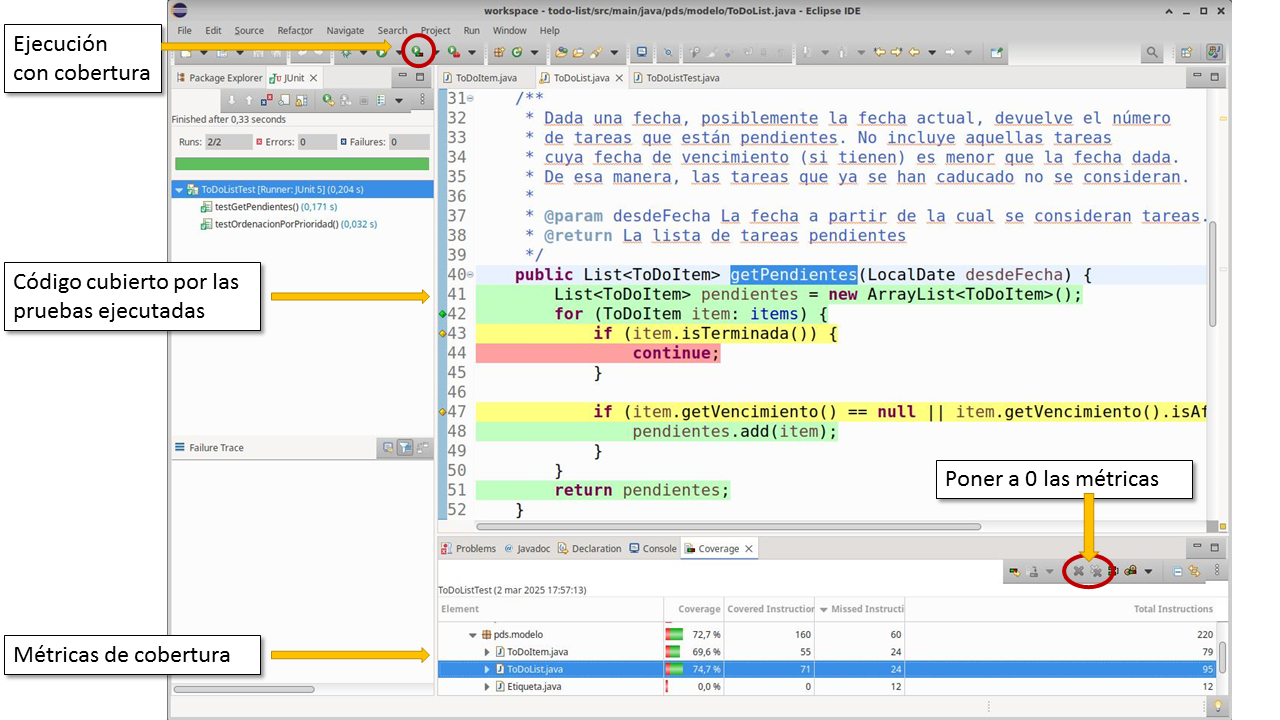 workspace - todo-list/src/main/java/pds/modelo/ToDoList.java - Eclipse IDE
File Edit Source Refactor Navigate Search Project Run Window Help
Ejecución
con cobertura
Package Explorer JUnit
Finished after 0,33 seconds
Runs: 2/2 Errors: 0 Failures: 0
ToDoListTest [Runner: JUnit 5] (0,204 s)
testGetPendientes() (0,171 s)
testOrdenacionPorPrioridad() (0,032 s)
Código cubierto por las
pruebas ejecutadas
Failure Trace
ToDoItem.java ToDoList.java ToDoListTest.java
31 /**
32 * Dada una fecha, posiblemente la fecha actual, devuelve el número
33 * de tareas que están pendientes. No incluye aquellas tareas
34 * cuya fecha de vencimiento (si tienen) es menor que la fecha dada.
35 * De esa manera, las tareas que ya se han caducado no se consideran.
36 *
37 * @param desdeFecha La fecha a partir de la cual se consideran tareas.
38 * @return La lista de tareas pendientes
39 */
40 public List<ToDoItem> getPendientes(LocalDate desdeFecha) {
41 List<ToDoItem> pendientes = new ArrayList<ToDoItem>();
42 for (ToDoItem item: items) {
43 if (item.isTerminada()) {
44 continue;
45 }
46
47 if (item.getVencimiento() == null || item.getVencimiento().isAf
48 pendientes.add(item);
49 }
50 }
51 return pendientes;
52 }
Poner a 0 las métricas
Problems Javadoc Declaration Console Coverage
ToDoListTest (2 mar 2025 17:57:13)
Element Coverage Covered Instruction Missed Instructi Total Instructions
pds.modelo 72,7 % 160 60 220
ToDoItem.java 69,6 % 55 24 79
ToDoList.java 74,7 % 71 24 95
Etiqueta.java 0,0 % 0 12 12
Métricas de cobertura